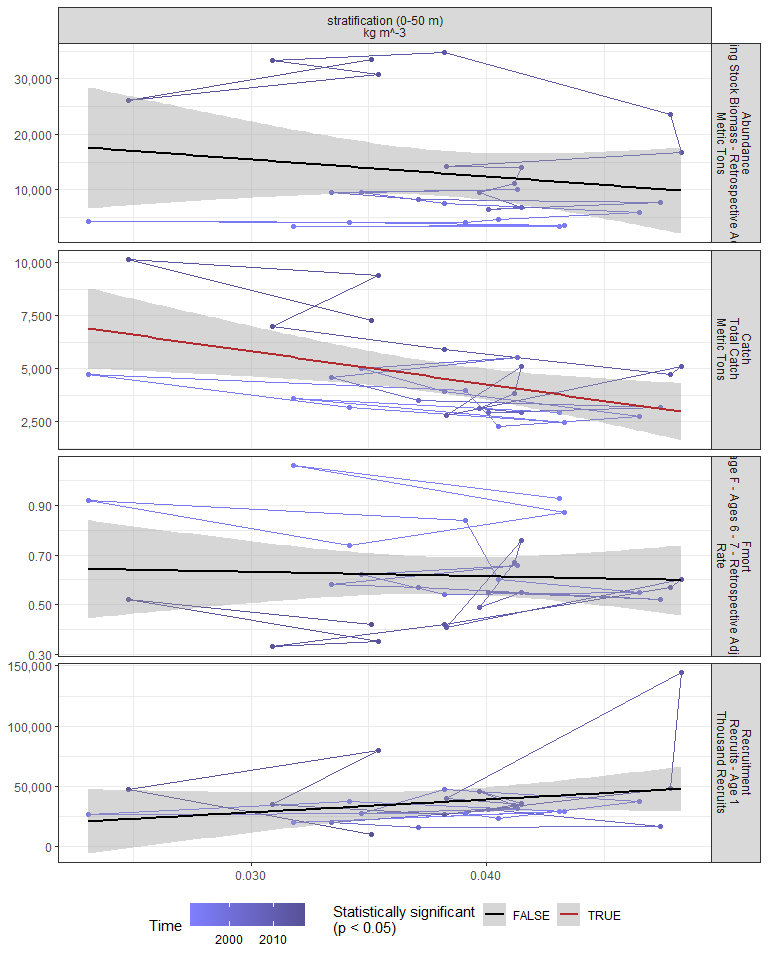 stratification (0-50 m)
kg m^-3
30,000
20,000
10,000
Abundance
ing Stock Biomass - Retrospective A
Metric Tons
10,000
7,500
5,000
2,500
Catch
Total Catch
Metric Tons
0.90
0.70
0.50
0.30
Fmort
age F - Ages 6 - 7 - Retrospective Adj
Rate
150,000
100,000
50,000
0
Recruitment
Recruits - Age 1
Thousand Recruits
0.030
0.040
Time
2000
2010
Statistically significant
(p < 0.05)
FALSE
TRUE